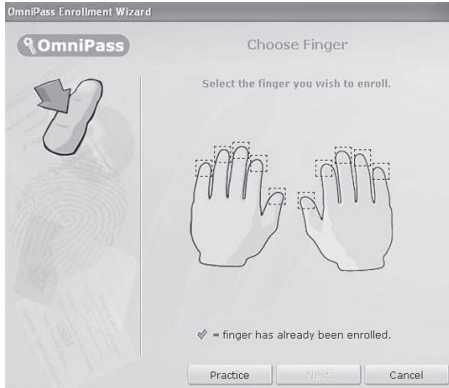 OmniPass Enrollment Wizard
OmniPass
Choose Finger
Select the finger you wish to enroll.
= finger has already been enrolled.
Practice
Next
Cancel